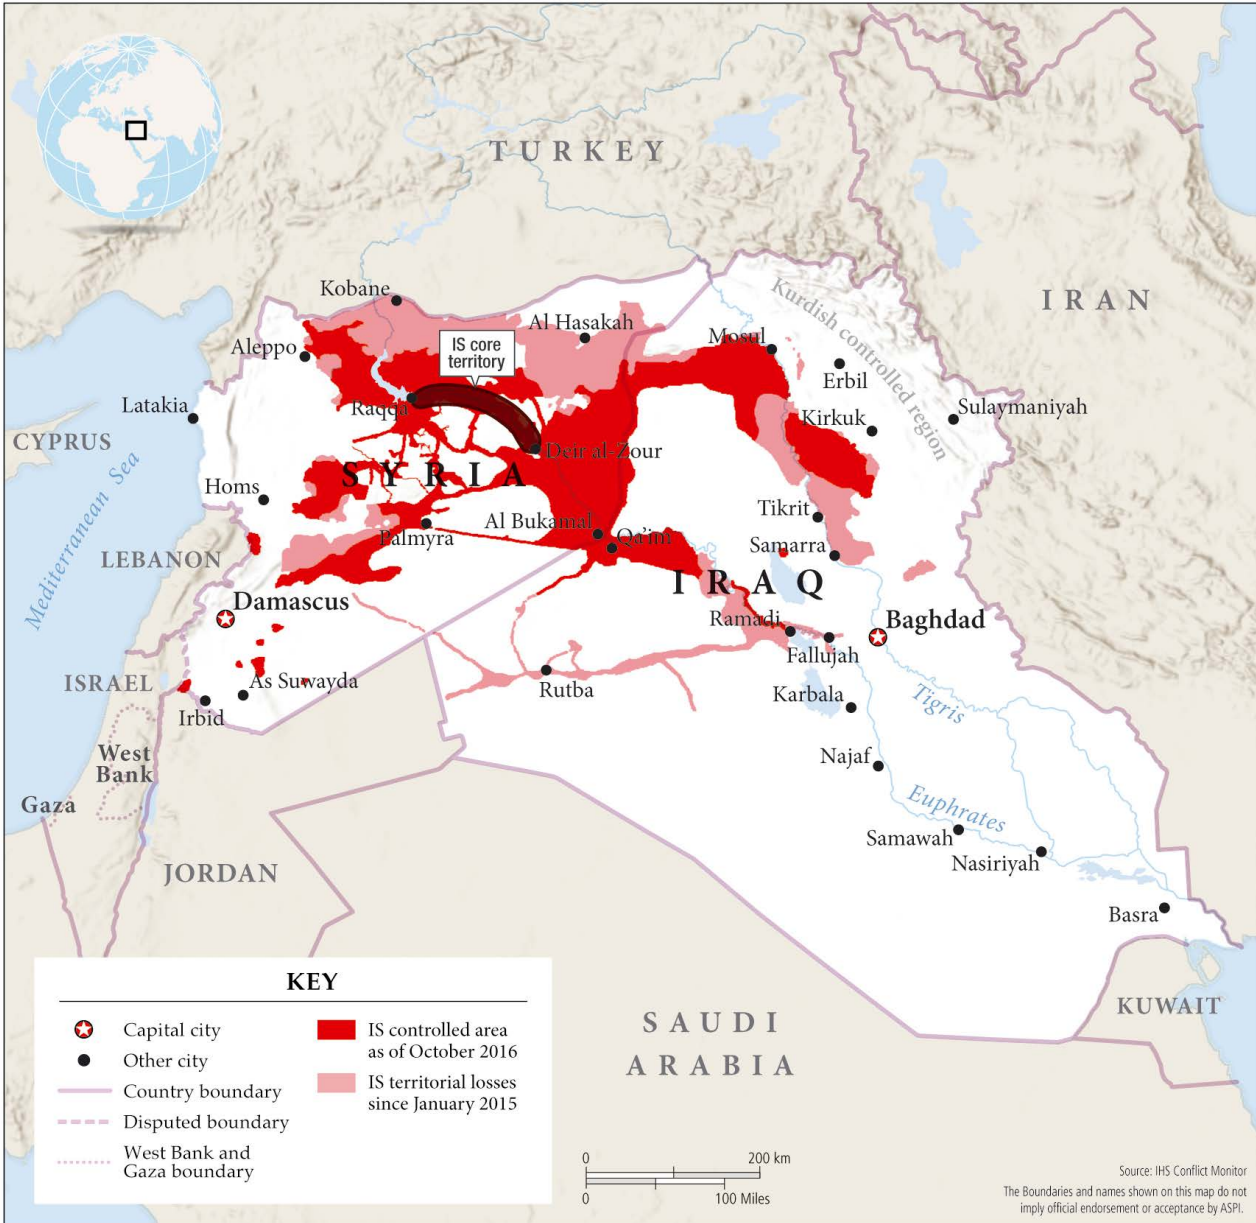 TURKEY
IRAN
Kobane
Al Hasakah
Mosul
Kurdish controlled region
IS core
territory
Aleppo
Erbil
Latakia
Raqqa
Kirkuk
Sulaymaniyah
CYPRUS
Mediterranean Sea
Deir al-Zour
SYRIA
Homs
Tikrit
Palmyra
Al Bukamal
Qa'im
Samarra
LEBANON
IRAQ
Damascus
Ramadi
Baghdad
Fallujah
ISRAEL
As Suwayda
Rutba
Karbala
Tigris
Irbid
West
Bank
Najaf
Gaza
Euphrates
Samawah
Nasiriyah
JORDAN
Basra
KUWAIT
SAUDI
ARABIA
KEY
Capital city
Other city
Country boundary
Disputed boundary
West Bank and
Gaza boundary
IS controlled area
as of October 2016
IS territorial losses
since January 2015
0 200 km
0 100 Miles
Source: IHS Conflict Monitor
The Boundaries and names shown on this map do not
imply official endorsement or acceptance by ASPI.